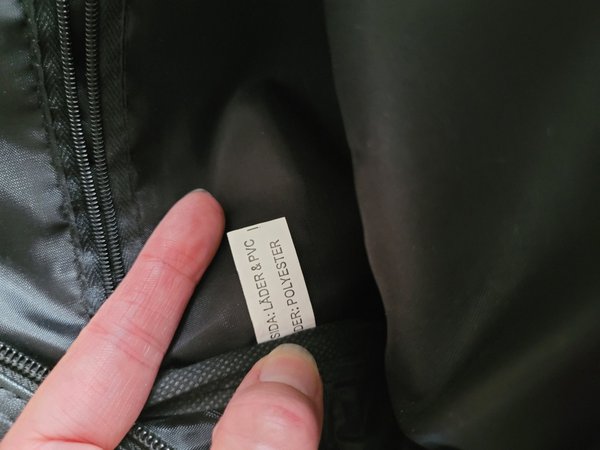 SIDA: LÄDER & PVC
DER: POLYESTER